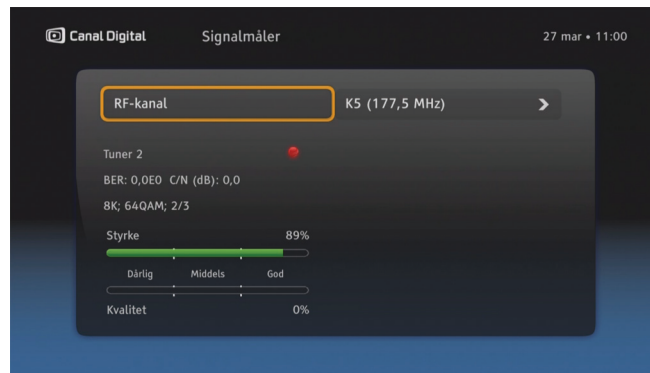 Canal Digital Signalmåler 27 mar • 11:00
RF-kanal K5 (177,5 MHz)
Tuner 2
BER: 0,0E0 C/N (dB): 0,0
8K; 64QAM; 2/3
Styrke 89%
Dårlig Middels God
Kvalitet 0%